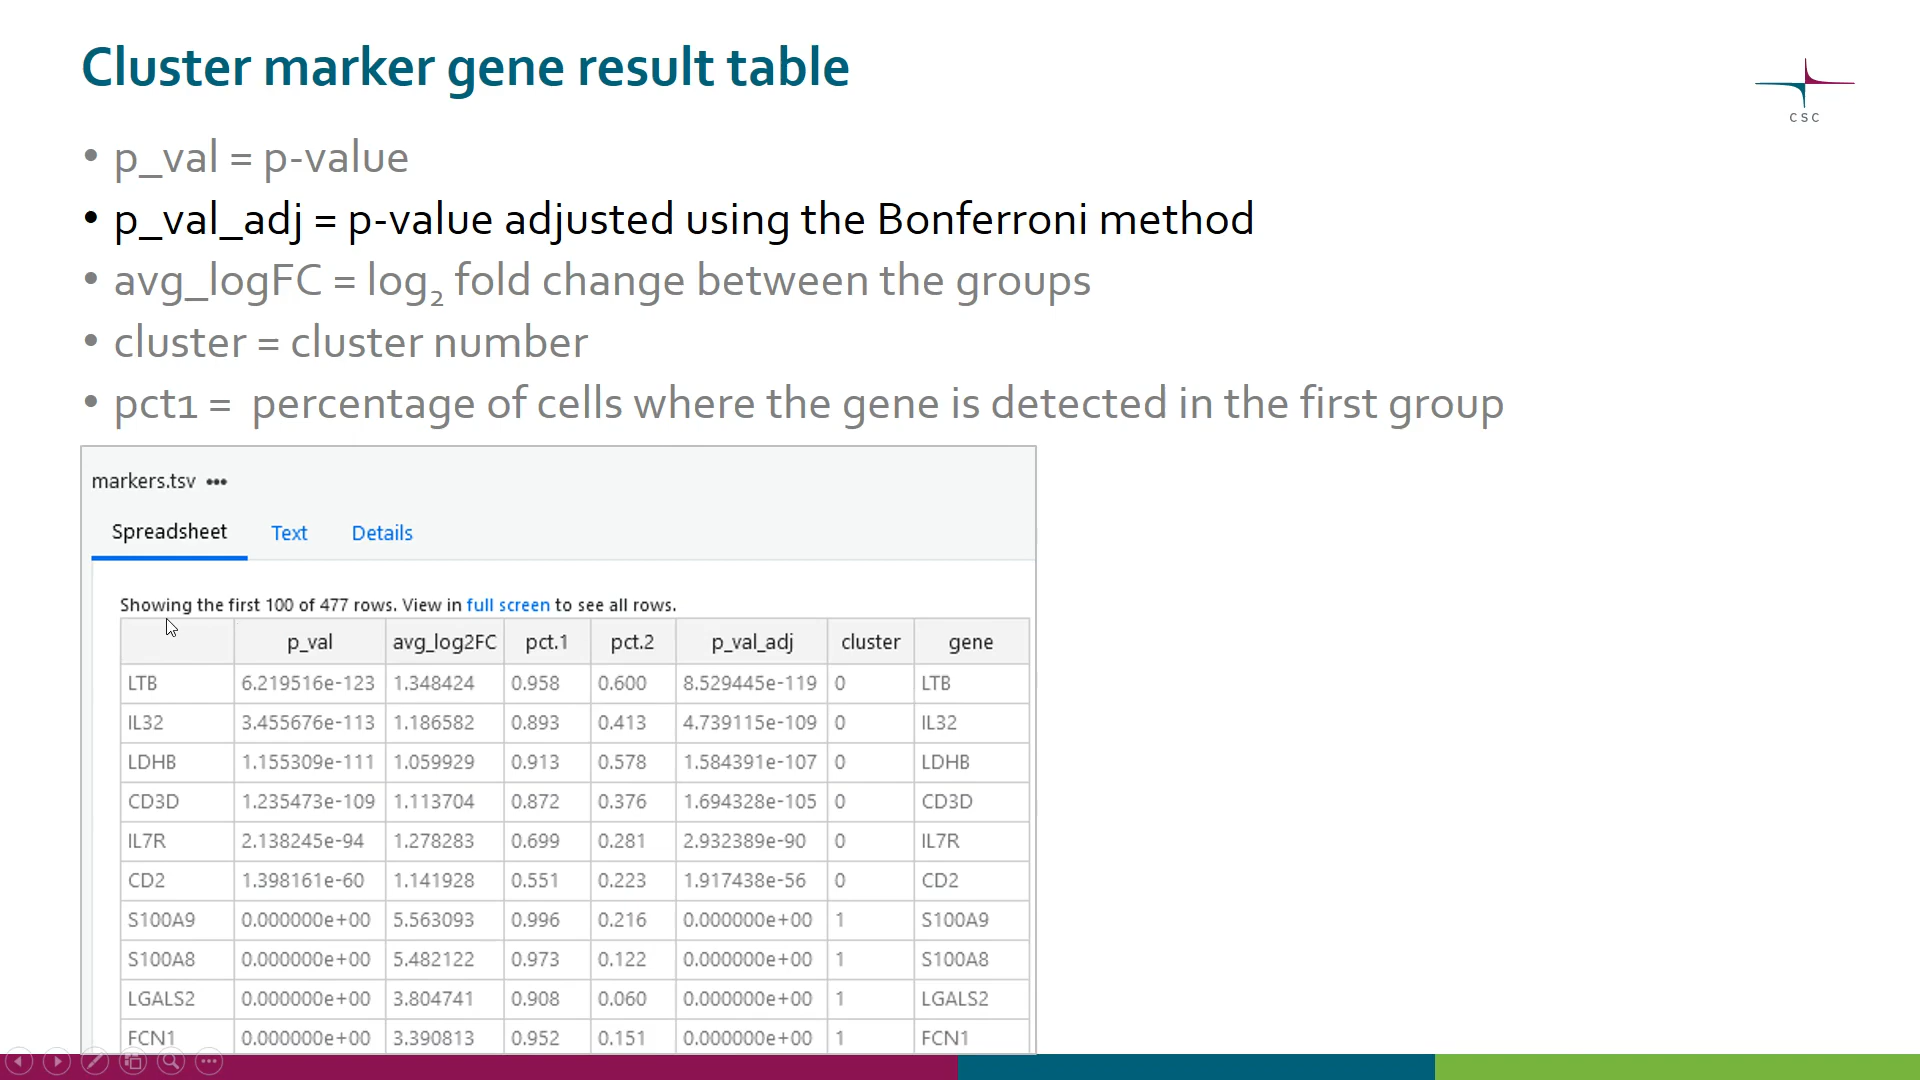 Cluster marker gene result table
CSC
• p_val = p-value
• p_val_adj = p-value adjusted using the Bonferroni method
• avg_logFC = log₂ fold change between the groups
• cluster = cluster number
• pct1 = percentage of cells where the gene is detected in the first group
markers.tsv •••
Spreadsheet Text Details
Showing the first 100 of 477 rows. View in full screen to see all rows.
p_val avg_log2FC pct.1 pct.2 p_val_adj cluster gene
LTB 6.219516e-123 1.348424 0.958 0.600 8.529445e-119 0 LTB
IL32 3.455676e-113 1.186582 0.893 0.413 4.739115e-109 0 IL32
LDHB 1.155309e-111 1.059929 0.913 0.578 1.584391e-107 0 LDHB
CD3D 1.235473e-109 1.113704 0.872 0.376 1.694328e-105 0 CD3D
IL7R 2.138245e-94 1.278283 0.699 0.281 2.932389e-90 0 IL7R
CD2 1.398161e-60 1.141928 0.551 0.223 1.917438e-56 0 CD2
S100A9 0.000000e+00 5.563093 0.996 0.216 0.000000e+00 1 S100A9
S100A8 0.000000e+00 5.482122 0.973 0.122 0.000000e+00 1 S100A8
LGALS2 0.000000e+00 3.804741 0.908 0.060 0.000000e+00 1 LGALS2
FCN1 0.000000e+00 3.390813 0.952 0.151 0.000000e+00 1 FCN1